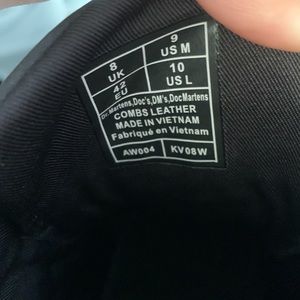 8 UK
9 US M
42 EU
10 US L
Dr.Martens,Doc's,DM's,DocMartens
COMBS LEATHER
MADE IN VIETNAM
Fabriqué en Vietnam
AW004
KV08W